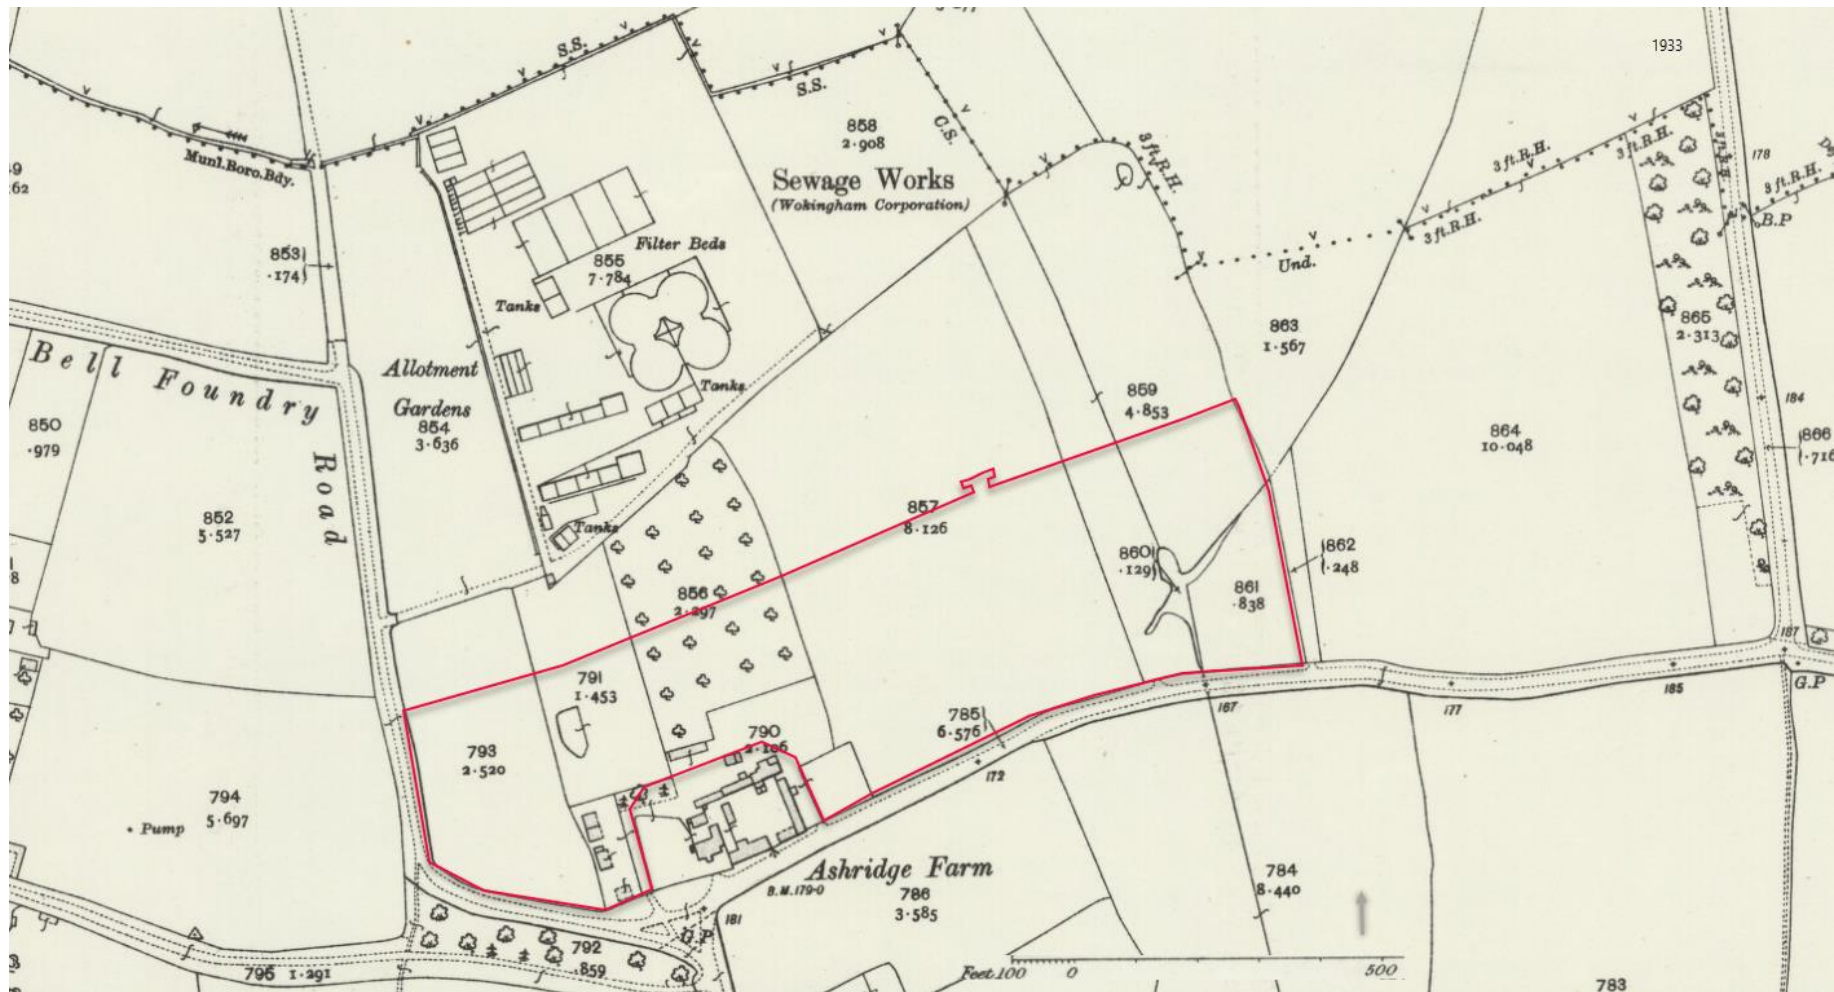 1933
S.S.
S.S.
858
2.908
C.S.
Munl. Boro. Bdy.
Sewage Works
(Wokingham Corporation)
3 ft. R.H.
3 ft. R.H.
3 ft. R.H.
3 ft. R.H.
178
3 ft. R.H.
B.P
853
.174
Filter Beds
855
7.784
Tanks
Und.
863
1.567
865
2.313
Bell Foundry Road
Allotment
Gardens
854
3.636
Tanks
859
4.853
184
850
.979
864
10.048
866
.716
852
5.527
857
8.126
Tanks
860
.129
862
.248
861
.838
856
2.297
187
791
1.453
G.P
185
177
167
785
6.576
172
793
2.520
790
2.186
794
5.697
Pump
Ashridge Farm
B.M.179.0
786
3.585
784
8.440
181
G.P
792
.859
795 1.291
Feet 100 0 500
783